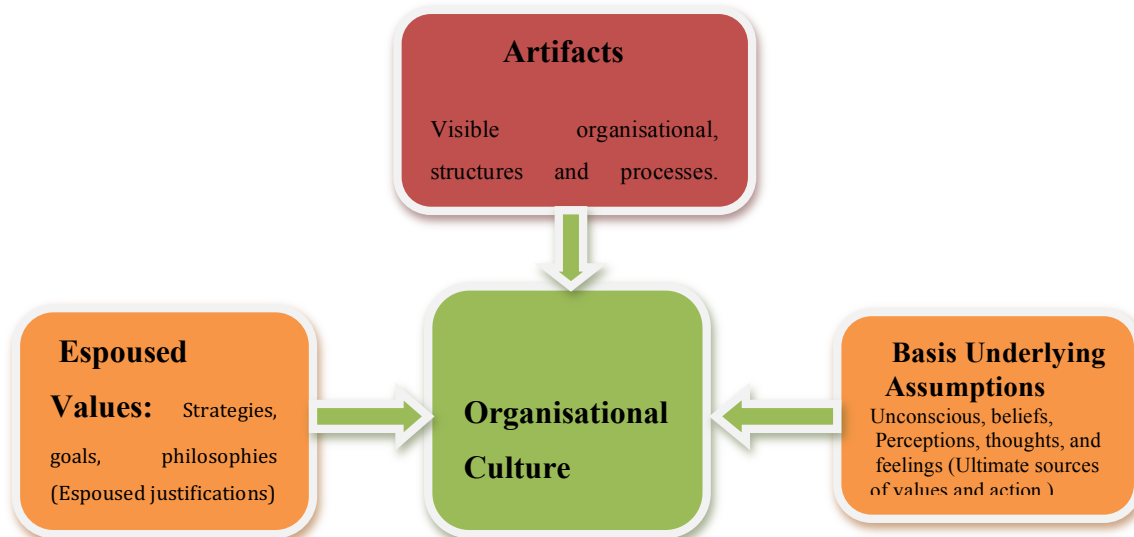 Artifacts
Visible organisational,
structures and processes.
Espoused
Values: Strategies,
goals, philosophies
(Espoused justifications)
Organisational
Culture
Basis Underlying
Assumptions
Unconscious, beliefs,
Perceptions, thoughts, and
feelings (Ultimate sources
of values and action )